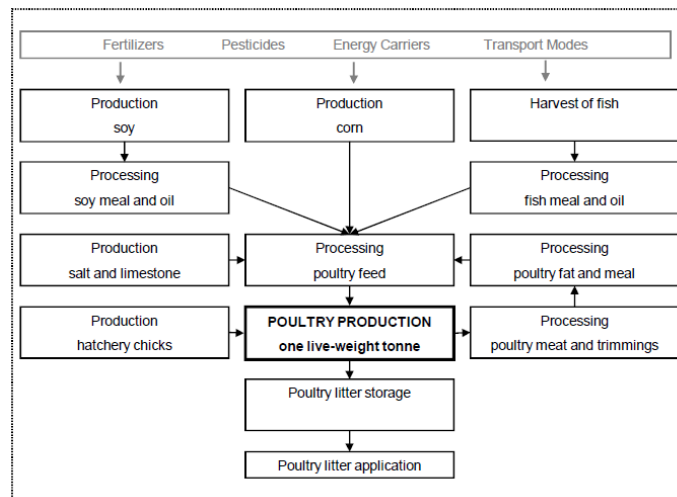 Fertilizers Pesticides Energy Carriers Transport Modes
Production
soy
Production
corn
Harvest of fish
Processing
soy meal and oil
Processing
fish meal and oil
Production
salt and limestone
Processing
poultry feed
Processing
poultry fat and meal
Production
hatchery chicks
POULTRY PRODUCTION
one live-weight tonne
Processing
poultry meat and trimmings
Poultry litter storage
Poultry litter application